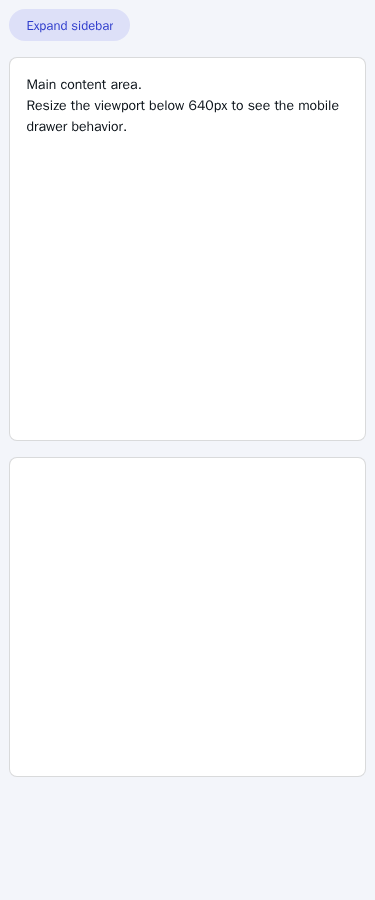 Expand sidebar
Main content area.
Resize the viewport below 640px to see the mobile
drawer behavior.